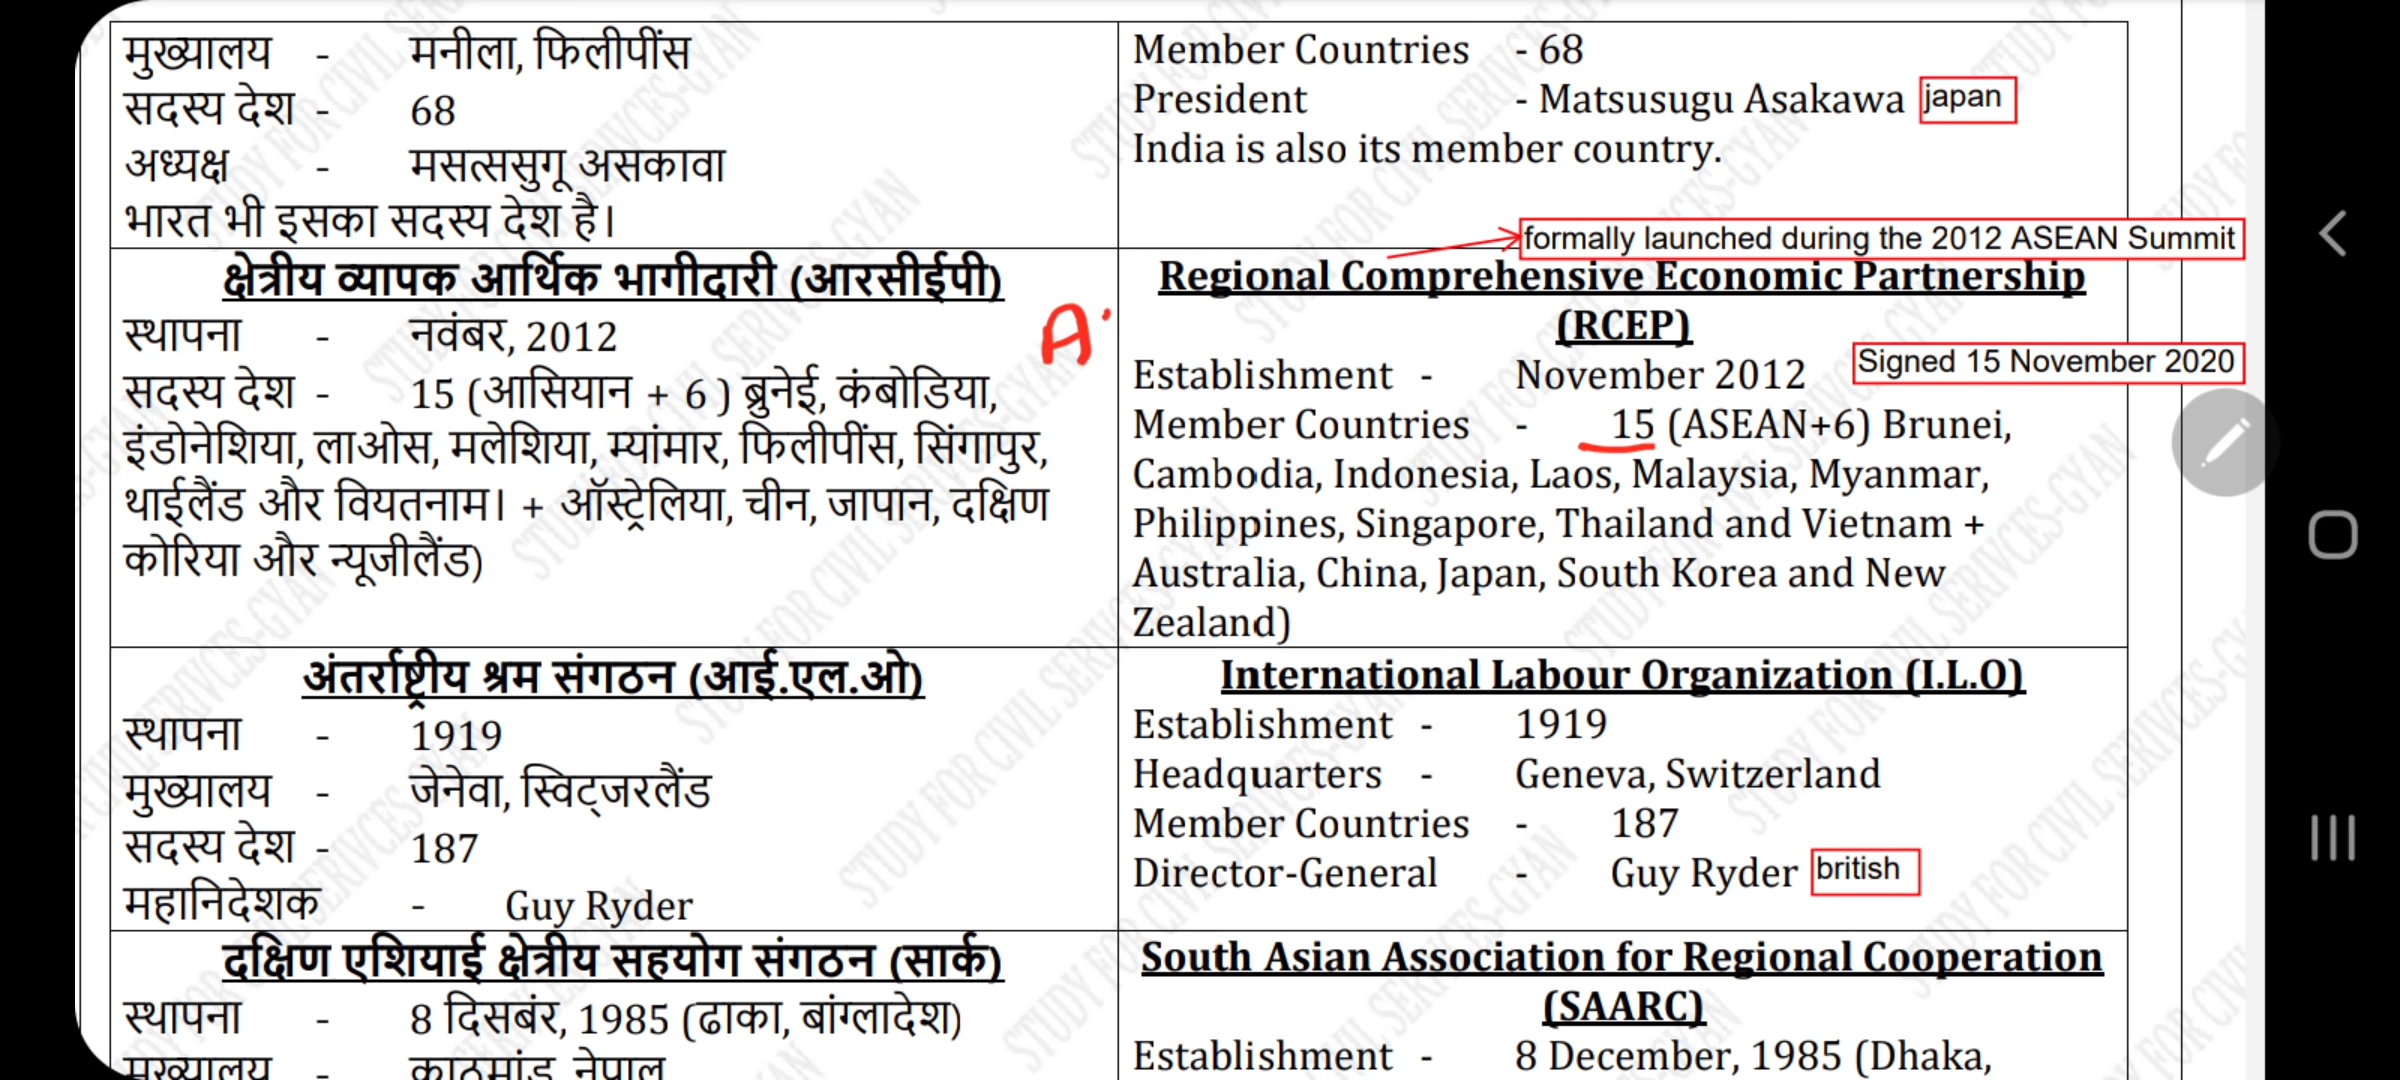 मुख्यालय - मनीला, फिलीपींस
सदस्य देश - 68
अध्यक्ष - मसत्ससुगू असकावा
भारत भी इसका सदस्य देश है।
Member Countries - 68
President - Matsusugu Asakawa japan
India is also its member country.
formally launched during the 2012 ASEAN Summit
क्षेत्रीय व्यापक आर्थिक भागीदारी (आरसीईपी)
स्थापना - नवंबर, 2012
सदस्य देश - 15 (आसियान + 6 ) ब्रुनेई, कंबोडिया,
इंडोनेशिया, लाओस, मलेशिया, म्यांमार, फिलीपींस, सिंगापुर,
थाईलैंड और वियतनाम। + ऑस्ट्रेलिया, चीन, जापान, दक्षिण
कोरिया और न्यूजीलैंड)
A
Regional Comprehensive Economic Partnership
(RCEP)
Establishment - November 2012 Signed 15 November 2020
Member Countries - 15 (ASEAN+6) Brunei,
Cambodia, Indonesia, Laos, Malaysia, Myanmar,
Philippines, Singapore, Thailand and Vietnam +
Australia, China, Japan, South Korea and New
Zealand)
अंतर्राष्ट्रीय श्रम संगठन (आई.एल.ओ)
स्थापना - 1919
मुख्यालय - जेनेवा, स्विट्जरलैंड
सदस्य देश - 187
महानिदेशक - Guy Ryder
International Labour Organization (I.L.O)
Establishment - 1919
Headquarters - Geneva, Switzerland
Member Countries - 187
Director-General - Guy Ryder british
दक्षिण एशियाई क्षेत्रीय सहयोग संगठन (सार्क)
स्थापना - 8 दिसबंर, 1985 (ढाका, बांग्लादेश)
मुख्यालय - काठमांडू, नेपाल
South Asian Association for Regional Cooperation
(SAARC)
Establishment - 8 December, 1985 (Dhaka,
STUDY FOR CIVIL SERIVCES-GYAN